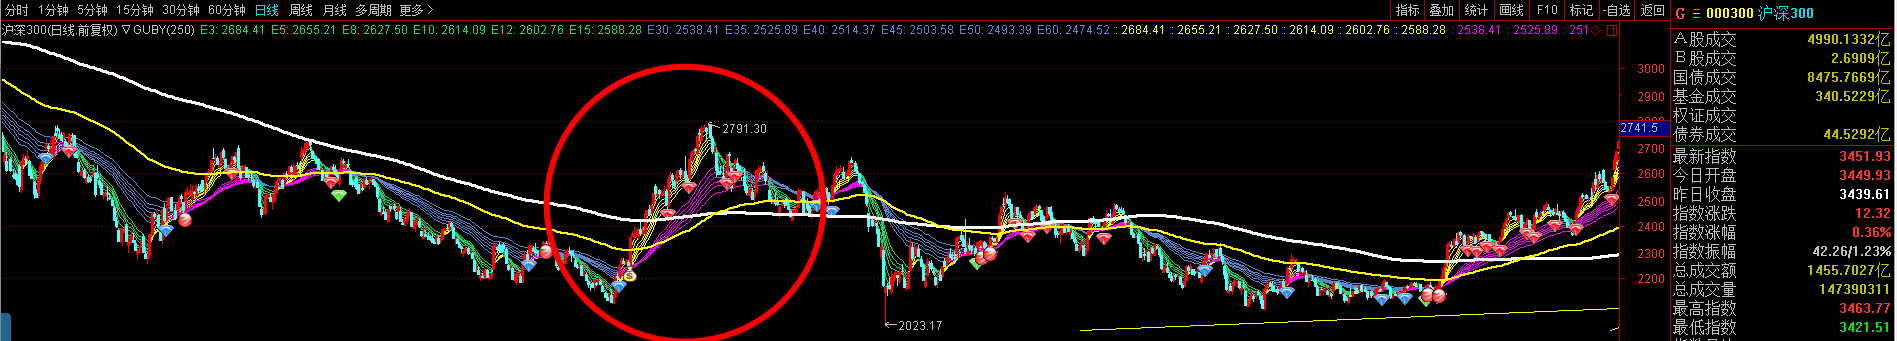 分时 1分钟 5分钟 15分钟 30分钟 60分钟 日线 周线 月线 多周期 更多 >
指标 叠加 统计 画线 F10 标记 -自选 返回
G 三 000300 沪深300
沪深300(日线.前复权) ▽GUBY(250) E3: 2684.41 E5: 2655.21 E8: 2627.50 E10: 2614.09 E12: 2602.76 E15: 2588.28 E30: 2538.41 E35: 2525.89 E40: 2514.37 E45: 2503.58 E50: 2493.39 E60: 2474.52 : 2684.41 : 2655.21 : 2627.50 : 2614.09 : 2602.76 : 2588.28 : 2538.41 : 2525.89 : 251
3000
2900
2741.5
2700
2600
2500
2400
2300
2200
2791.30
2023.17
A股成交 4990.1332亿
B股成交 2.6909亿
国债成交 8475.7669亿
基金成交 340.5229亿
权证成交
债券成交 44.5292亿
最新指数 3451.93
今日开盘 3449.93
昨日收盘 3439.61
指数涨跌 12.32
指数涨幅 0.36%
指数振幅 42.26/1.23%
总成交额 1455.7027亿
总成交量 147390311
最高指数 3463.77
最低指数 3421.51